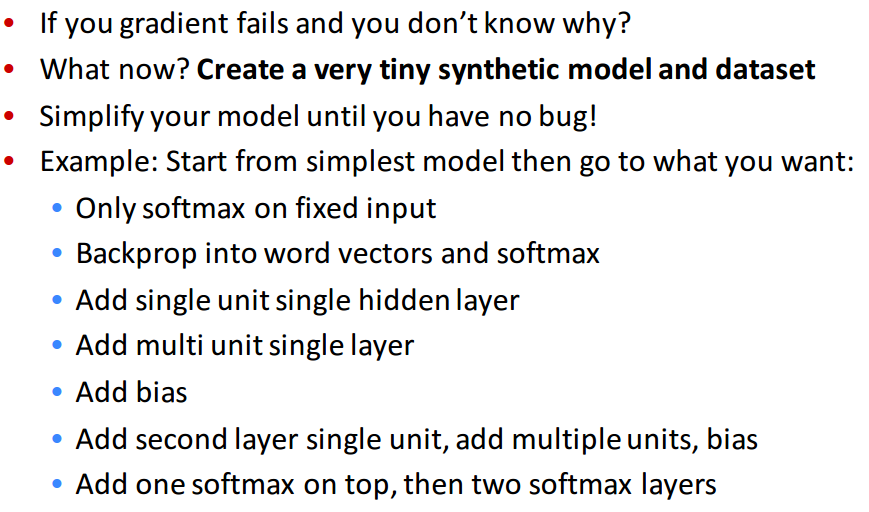 • If you gradient fails and you don't know why?
• What now? Create a very tiny synthetic model and dataset
• Simplify your model until you have no bug!
• Example: Start from simplest model then go to what you want:
• Only softmax on fixed input
• Backprop into word vectors and softmax
• Add single unit single hidden layer
• Add multi unit single layer
• Add bias
• Add second layer single unit, add multiple units, bias
• Add one softmax on top, then two softmax layers